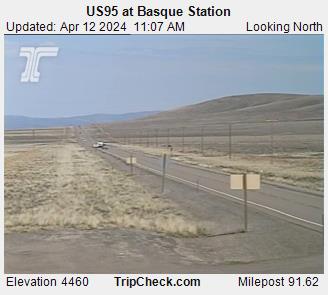 US95 at Basque Station
Updated: Apr 12 2024 11:07 AM Looking North
Elevation 4460 TripCheck.com Milepost 91.62